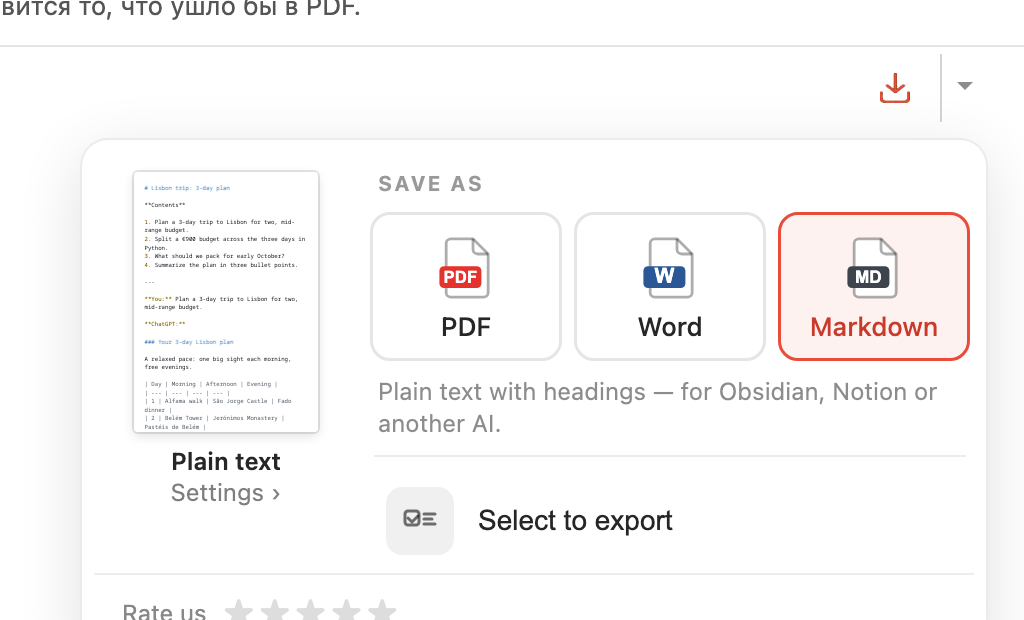 вится то, что ушло бы в PDF.
# Lisbon trip: 3-day plan
**Contents**
1. Plan a 3-day trip to Lisbon for two, mid-
range budget.
2. Split a €900 budget across the three days in
Python.
3. What should we pack for early October?
4. Summarize the plan in three bullet points.
---
**You:** Plan a 3-day trip to Lisbon for two,
mid-range budget.
**ChatGPT:**
### Your 3-day Lisbon plan
A relaxed pace: one big sight each morning,
free evenings.
| Day | Morning | Afternoon | Evening |
| --- | --- | --- | --- |
| 1 | Alfama walk | São Jorge Castle | Fado
dinner |
| 2 | Belém Tower | Jerónimos Monastery |
Pastéis de Belém |
Plain text
Settings ›
SAVE AS
PDF
PDF
W
Word
MD
Markdown
Plain text with headings — for Obsidian, Notion or
another AI.
Select to export
Rate us